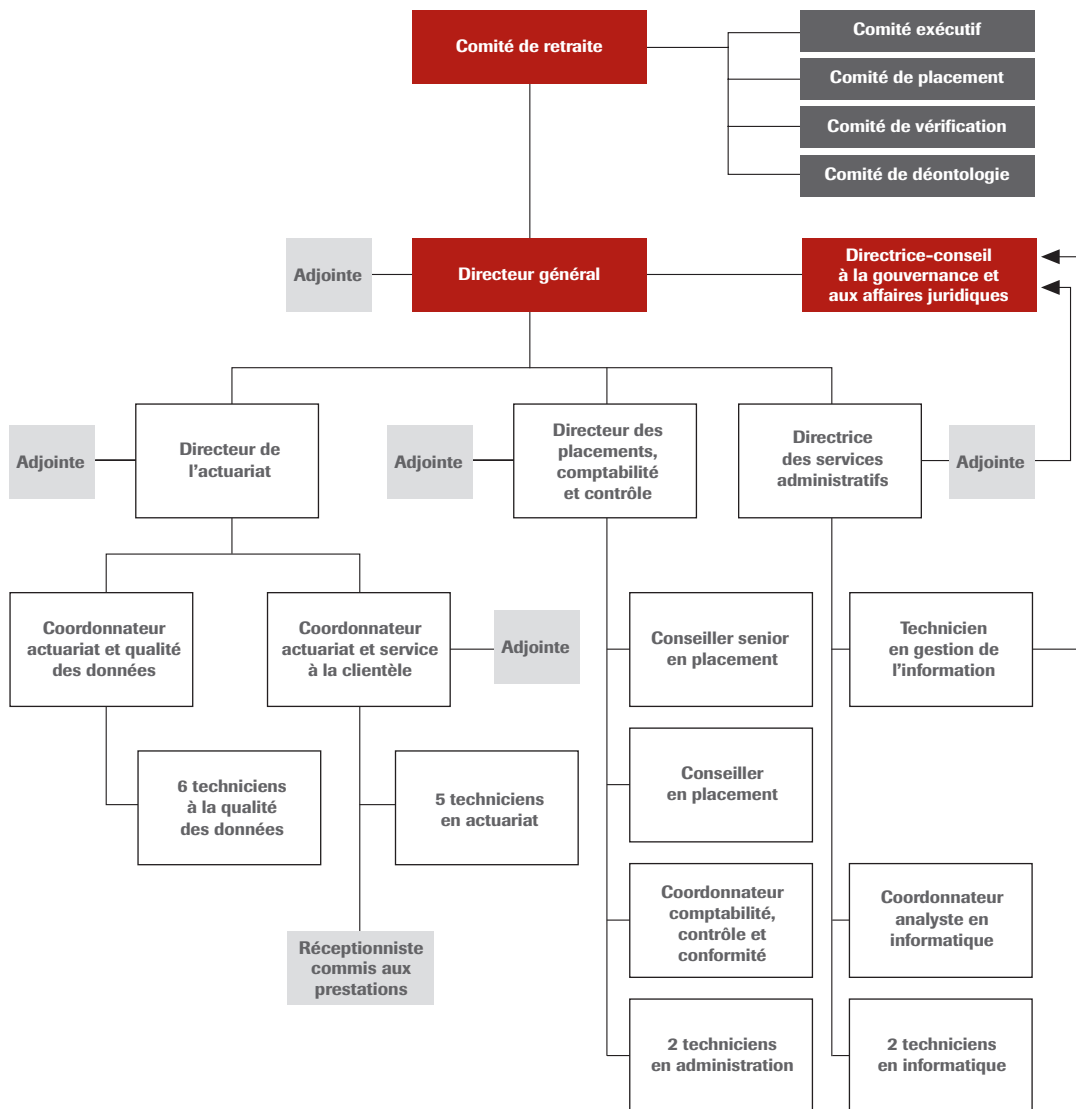 Comité de retraite
Comité exécutif
Comité de placement
Comité de vérification
Comité de déontologie
Adjointe
Directeur général
Directrice-conseil
à la gouvernance et
aux affaires juridiques
Adjointe
Directeur de
l’actuariat
Adjointe
Directeur des
placements,
comptabilité
et contrôle
Directrice
des services
administratifs
Adjointe
Coordonnateur
actuariat et qualité
des données
Coordonnateur
actuariat et service
à la clientèle
Adjointe
Conseiller senior
en placement
Technicien
en gestion de
l’information
6 techniciens
à la qualité
des données
5 techniciens
en actuariat
Conseiller
en placement
Réceptionniste
commis aux
prestations
Coordonnateur
comptabilité,
contrôle et
conformité
Coordonnateur
analyste en
informatique
2 techniciens
en administration
2 techniciens
en informatique